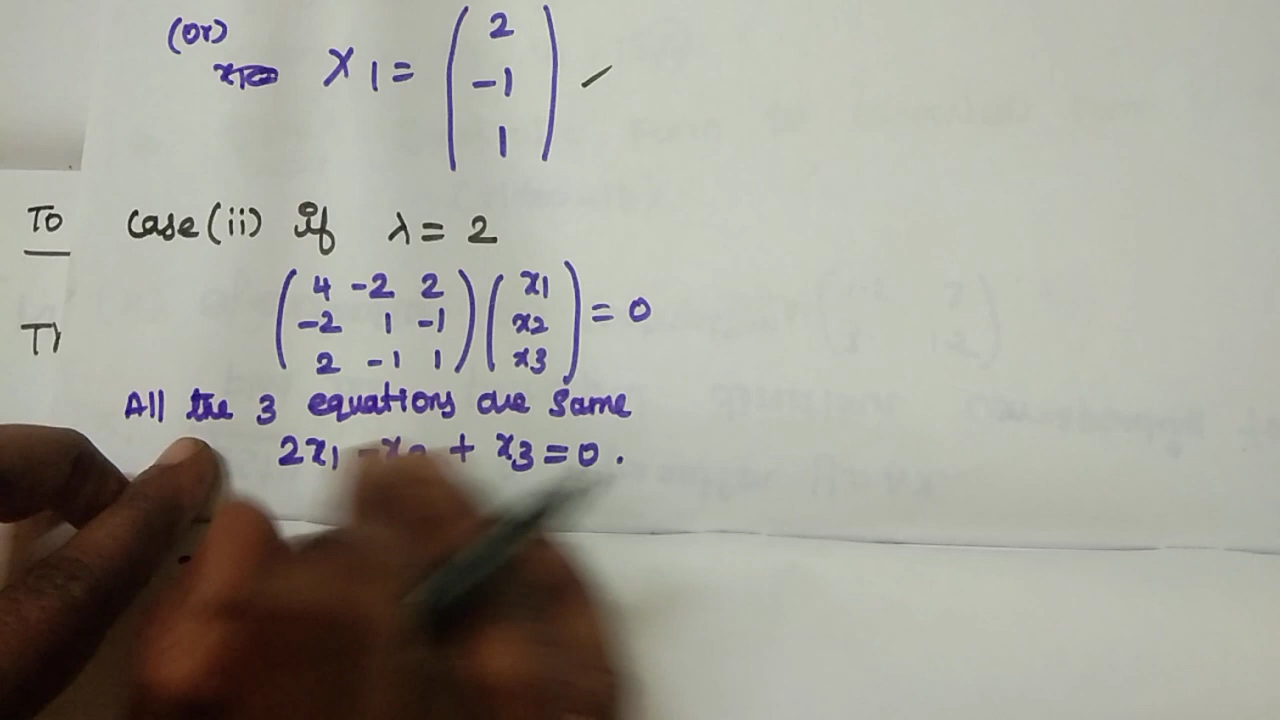 (or)
X1 = ( 2
-1
1 )
To
case (ii) if λ = 2
( 4 -2 2 ) ( x1 )
( -2 1 -1 ) ( x2 ) = 0
( 2 -1 1 ) ( x3 )
Th
All the 3 equations are same
2x1 - x2 + x3 = 0 .